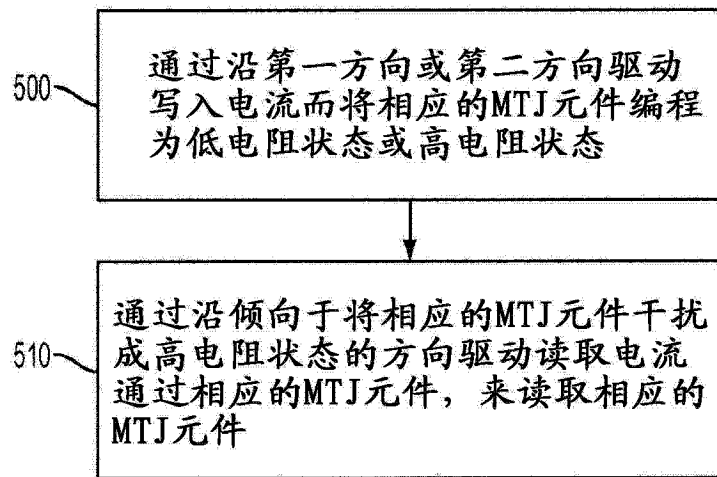 500
通过沿第一方向或第二方向驱动
写入电流而将相应的MTJ元件编程
为低电阻状态或高电阻状态
510
通过沿倾向于将相应的MTJ元件干扰
成高电阻状态的方向驱动读取电流
通过相应的MTJ元件，来读取相应的
MTJ元件